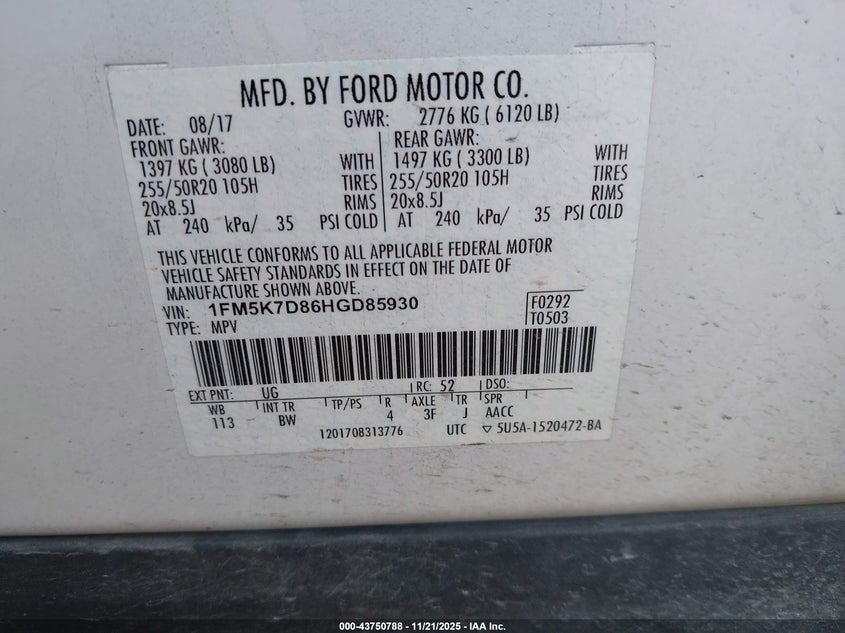 MFD. BY FORD MOTOR CO.
DATE: 08/17 GVWR: 2776 KG ( 6120 LB)
FRONT GAWR: REAR GAWR:
1397 KG ( 3080 LB) WITH 1497 KG ( 3300 LB) WITH
255/50R20 105H TIRES 255/50R20 105H TIRES
20x8.5J RIMS 20x8.5J RIMS
AT 240 kPa/ 35 PSI COLD AT 240 kPa/ 35 PSI COLD
THIS VEHICLE CONFORMS TO ALL APPLICABLE FEDERAL MOTOR
VEHICLE SAFETY STANDARDS IN EFFECT ON THE DATE OF
MANUFACTURE SHOWN ABOVE.
VIN: 1FM5K7D86HGD85930 F0292
TYPE: MPV T0503
EXT PNT: UG RC: 52 DSO:
WB INT TR TP/PS R AXLE TR SPR
113 BW 4 3F J AACC
1201708313776 UTC ▽ 5U5A-1520472-BA
000-43750788 - 11/21/2025 - IAA Inc.